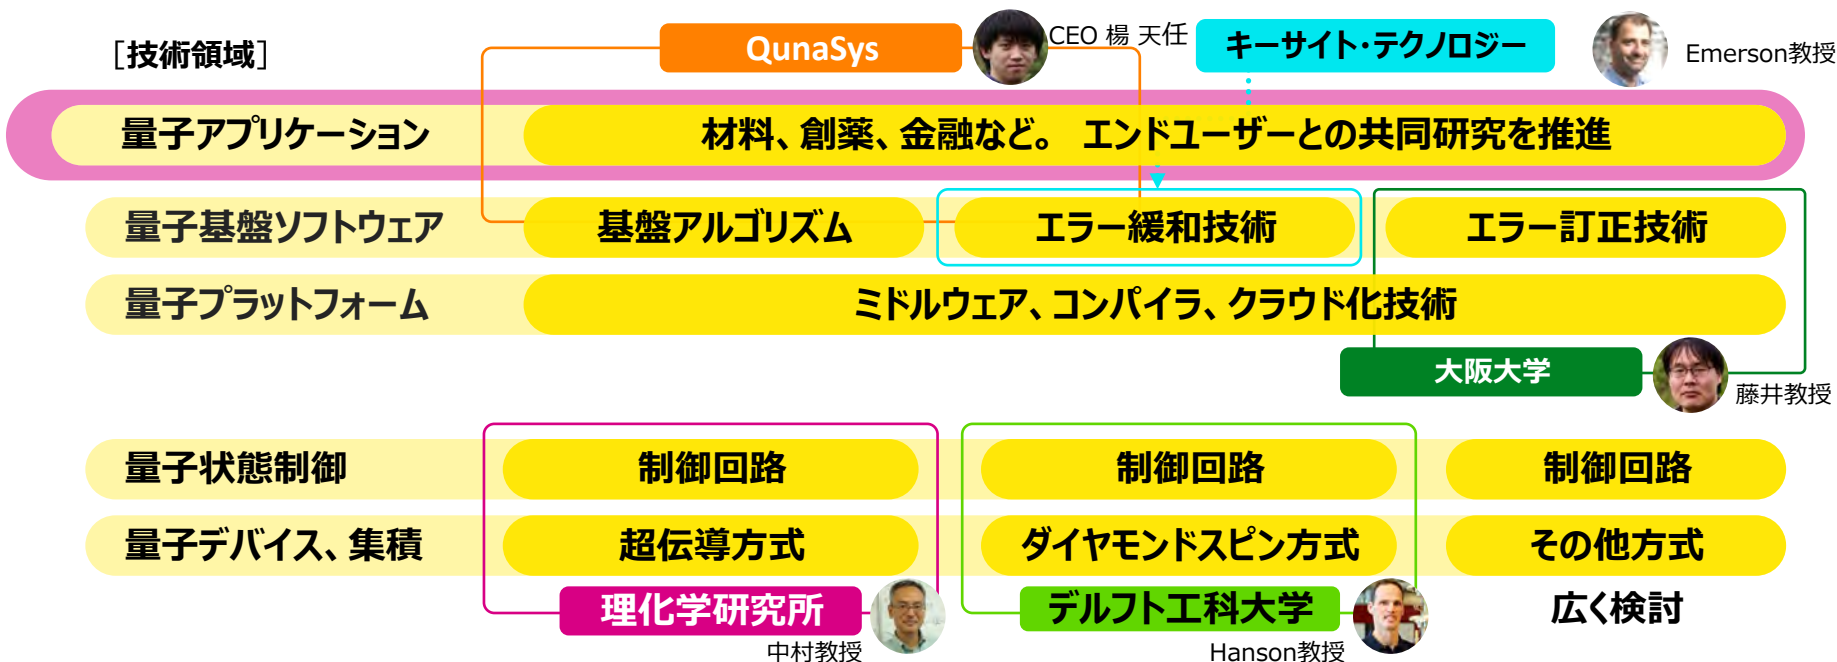 QunaSys
CEO 楊 天任
キーサイト・テクノロジー
Emerson教授
［技術領域］
量子アプリケーション
材料、創薬、金融など。 エンドユーザーとの共同研究を推進
量子基盤ソフトウェア
基盤アルゴリズム
エラー緩和技術
エラー訂正技術
量子プラットフォーム
ミドルウェア、コンパイラ、クラウド化技術
大阪大学
藤井教授
量子状態制御
制御回路
制御回路
制御回路
量子デバイス、集積
超伝導方式
ダイヤモンドスピン方式
その他方式
理化学研究所
中村教授
デルフト工科大学
Hanson教授
広く検討